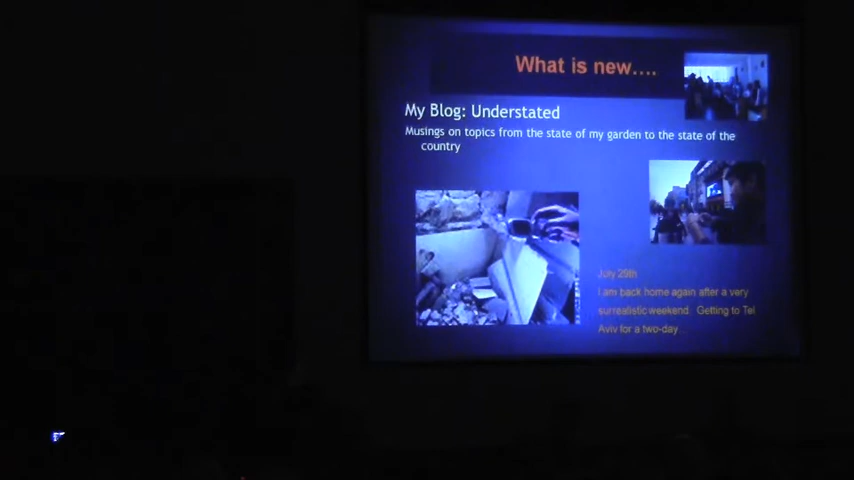 What is new....
My Blog: Understated
Musings on topics from the state of my garden to the state of the
country
July 29th
I am back home again after a very
surrealistic weekend. Getting to Tel
Aviv for a two-day...